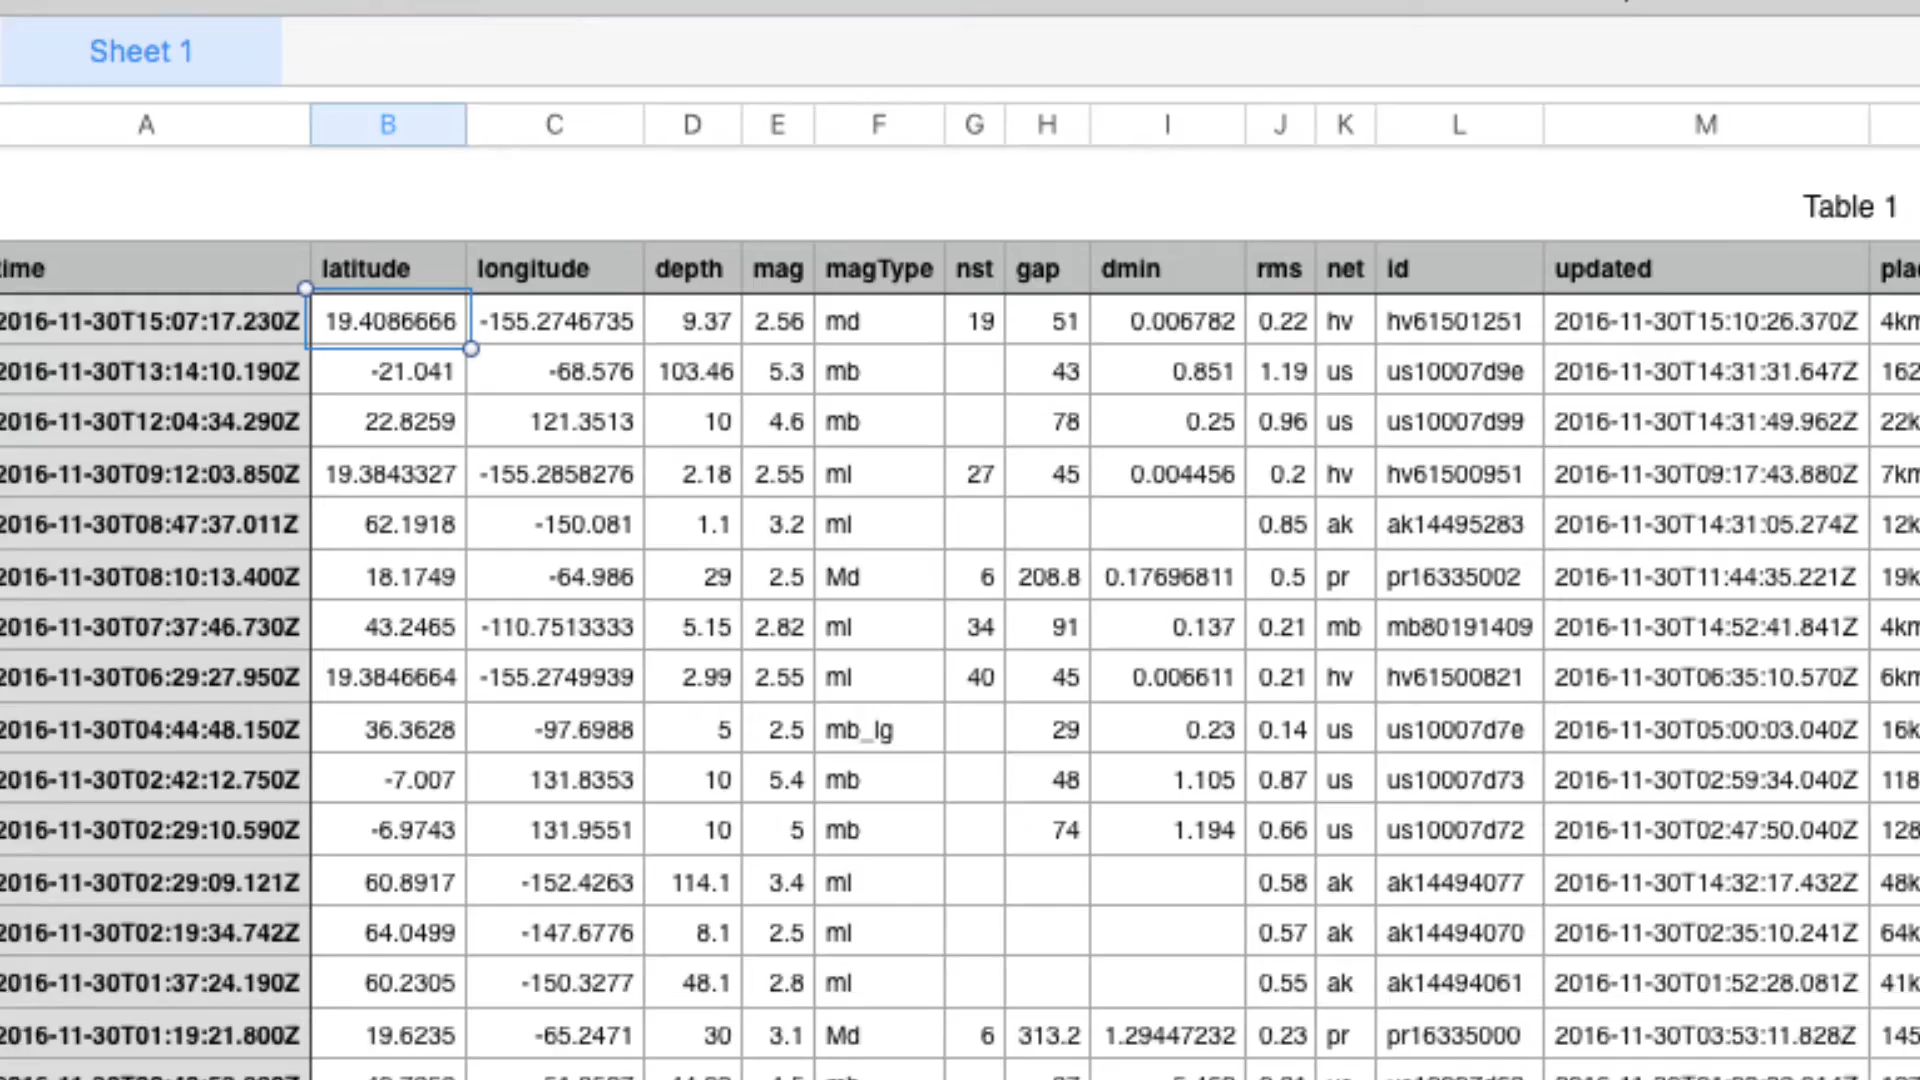 Sheet 1
A B C D E F G H I J K L M
Table 1
latitude longitude depth mag magType nst gap dmin rms net id updated
2016-11-30T15:07:17.230Z 19.4086666 -155.2746735 9.37 2.56 md 19 51 0.006782 0.22 hv hv61501251 2016-11-30T15:10:26.370Z 4km
2016-11-30T13:14:10.190Z -21.041 -68.576 103.46 5.3 mb 43 0.851 1.19 us us10007d9e 2016-11-30T14:31:31.647Z 162
2016-11-30T12:04:34.290Z 22.8259 121.3513 10 4.6 mb 78 0.25 0.96 us us10007d99 2016-11-30T14:31:49.962Z 22k
2016-11-30T09:12:03.850Z 19.3843327 -155.2858276 2.18 2.55 ml 27 45 0.004456 0.2 hv hv61500951 2016-11-30T09:17:43.880Z 7km
2016-11-30T08:47:37.011Z 62.1918 -150.081 1.1 3.2 ml 0.85 ak ak14495283 2016-11-30T14:31:05.274Z 12k
2016-11-30T08:10:13.400Z 18.1749 -64.986 29 2.5 Md 6 208.8 0.17696811 0.5 pr pr16335002 2016-11-30T11:44:35.221Z 19k
2016-11-30T07:37:46.730Z 43.2465 -110.7513333 5.15 2.82 ml 34 91 0.137 0.21 mb mb80191409 2016-11-30T14:52:41.841Z 4km
2016-11-30T06:29:27.950Z 19.3846664 -155.2749939 2.99 2.55 ml 40 45 0.006611 0.21 hv hv61500821 2016-11-30T06:35:10.570Z 6km
2016-11-30T04:44:48.150Z 36.3628 -97.6988 5 2.5 mb_lg 29 0.23 0.14 us us10007d7e 2016-11-30T05:00:03.040Z 16k
2016-11-30T02:42:12.750Z -7.007 131.8353 10 5.4 mb 48 1.105 0.87 us us10007d73 2016-11-30T02:59:34.040Z 118
2016-11-30T02:29:10.590Z -6.9743 131.9551 10 5 mb 74 1.194 0.66 us us10007d72 2016-11-30T02:47:50.040Z 128
2016-11-30T02:29:09.121Z 60.8917 -152.4263 114.1 3.4 ml 0.58 ak ak14494077 2016-11-30T14:32:17.432Z 48k
2016-11-30T02:19:34.742Z 64.0499 -147.6776 8.1 2.5 ml 0.57 ak ak14494070 2016-11-30T02:35:10.241Z 64k
2016-11-30T01:37:24.190Z 60.2305 -150.3277 48.1 2.8 ml 0.55 ak ak14494061 2016-11-30T01:52:28.081Z 41k
2016-11-30T01:19:21.800Z 19.6235 -65.2471 30 3.1 Md 6 313.2 1.29447232 0.23 pr pr16335000 2016-11-30T03:53:11.828Z 145